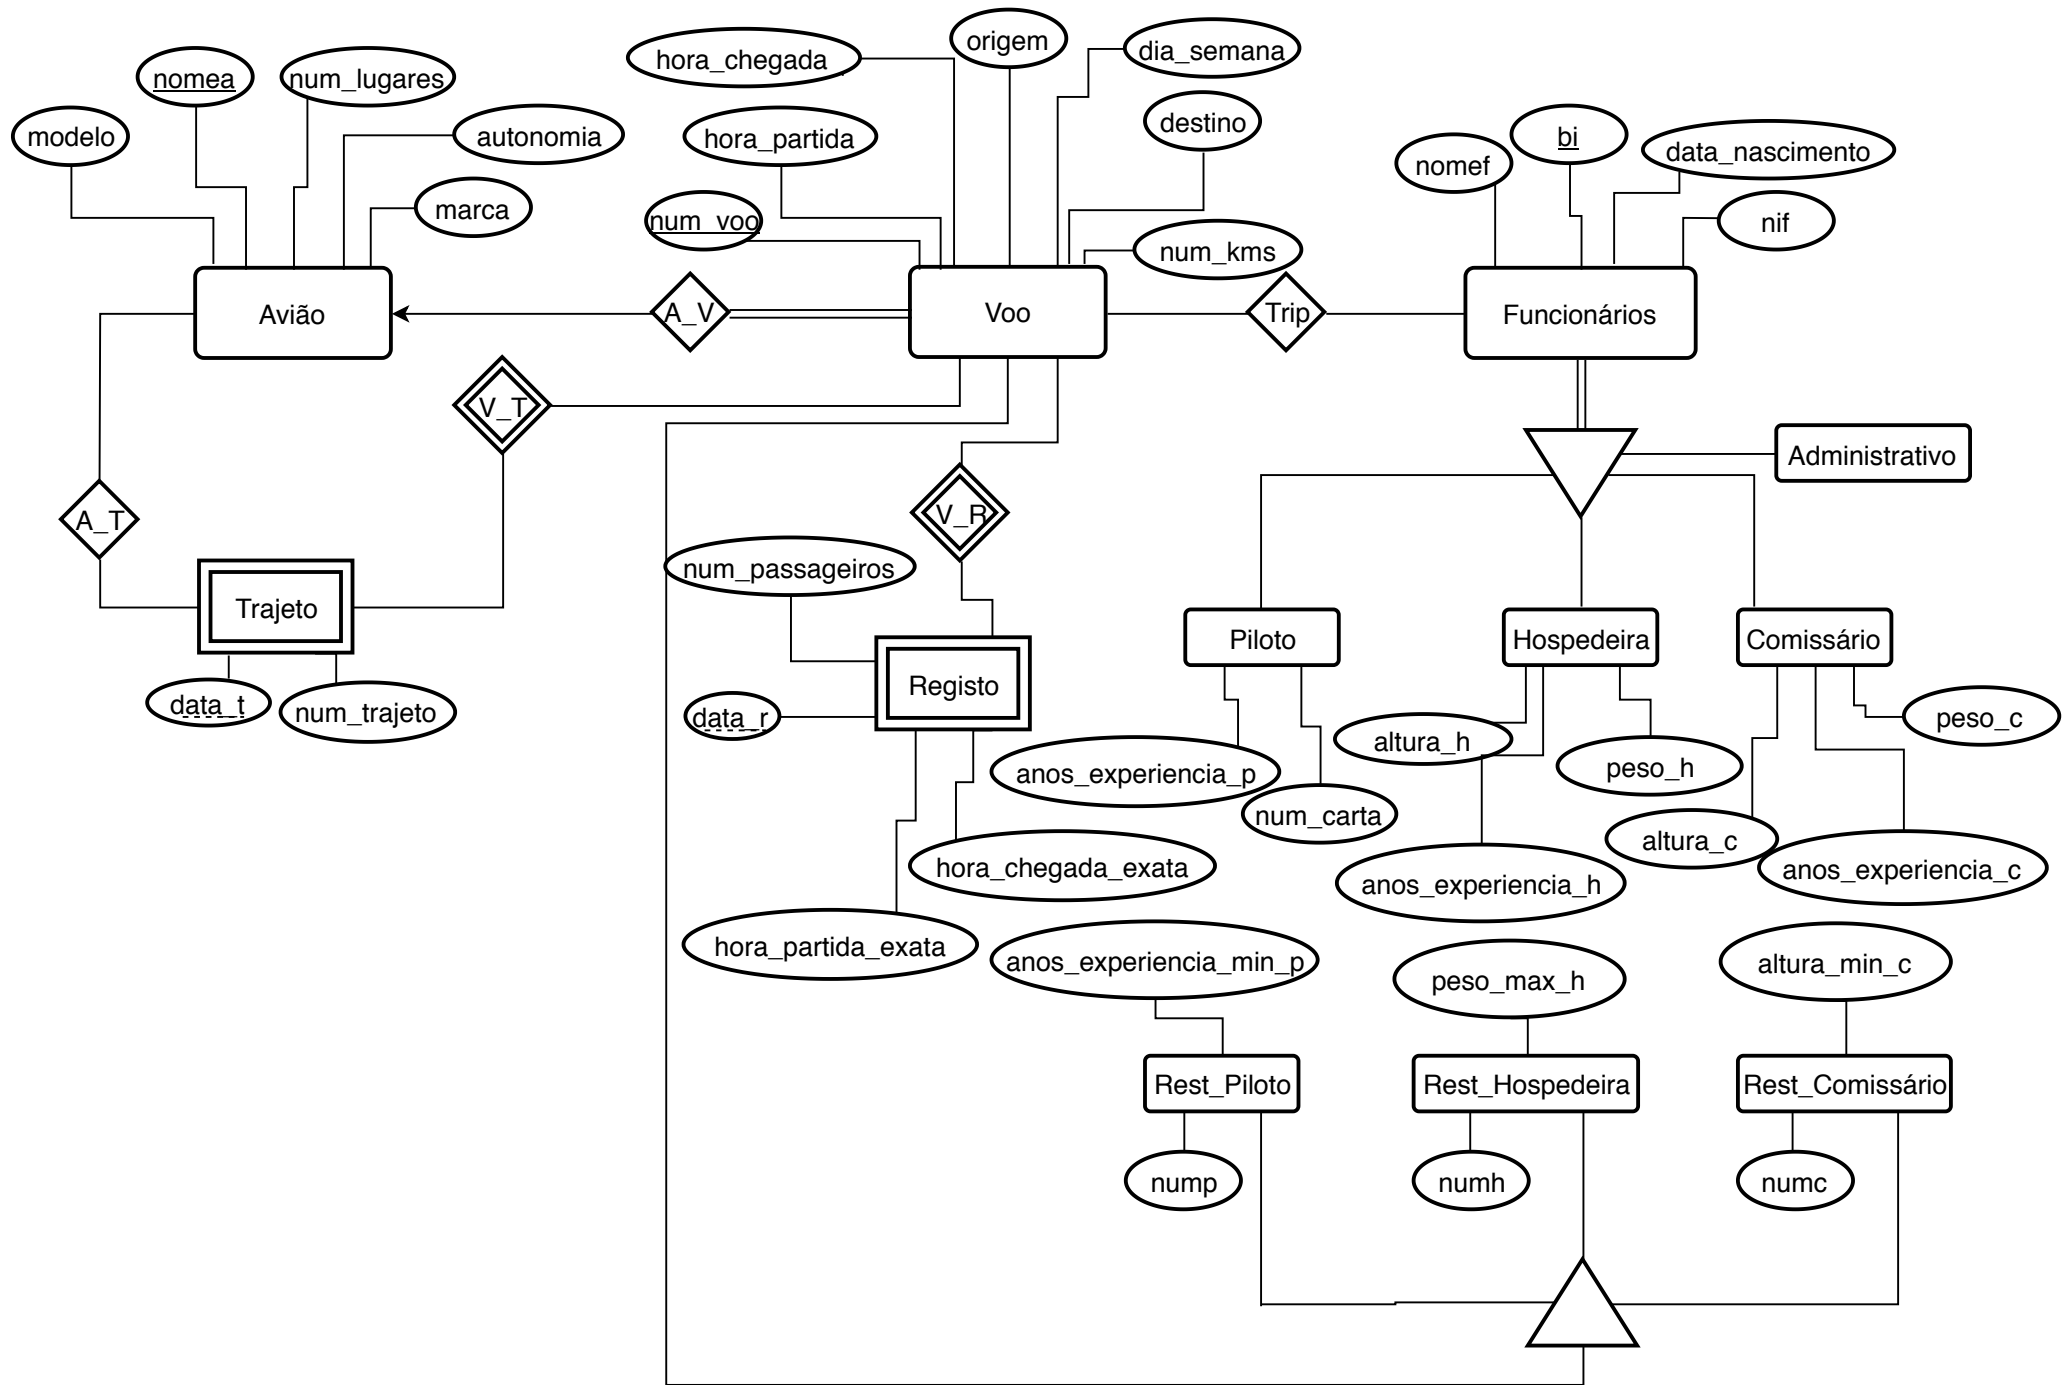 origem
hora_chegada
dia_semana
nomea
num_lugares
modelo
autonomia
hora_partida
destino
bi
nomef
data_nascimento
marca
num_voo
nif
num_kms
Avião
A_V
Voo
Trip
Funcionários
V_T
Administrativo
A_T
V_R
num_passageiros
Trajeto
Piloto
Hospedeira
Comissário
Registo
data_t
num_trajeto
data_r
peso_c
altura_h
peso_h
anos_experiencia_p
num_carta
altura_c
hora_chegada_exata
anos_experiencia_h
anos_experiencia_c
hora_partida_exata
anos_experiencia_min_p
peso_max_h
altura_min_c
Rest_Piloto
Rest_Hospedeira
Rest_Comissário
nump
numh
numc